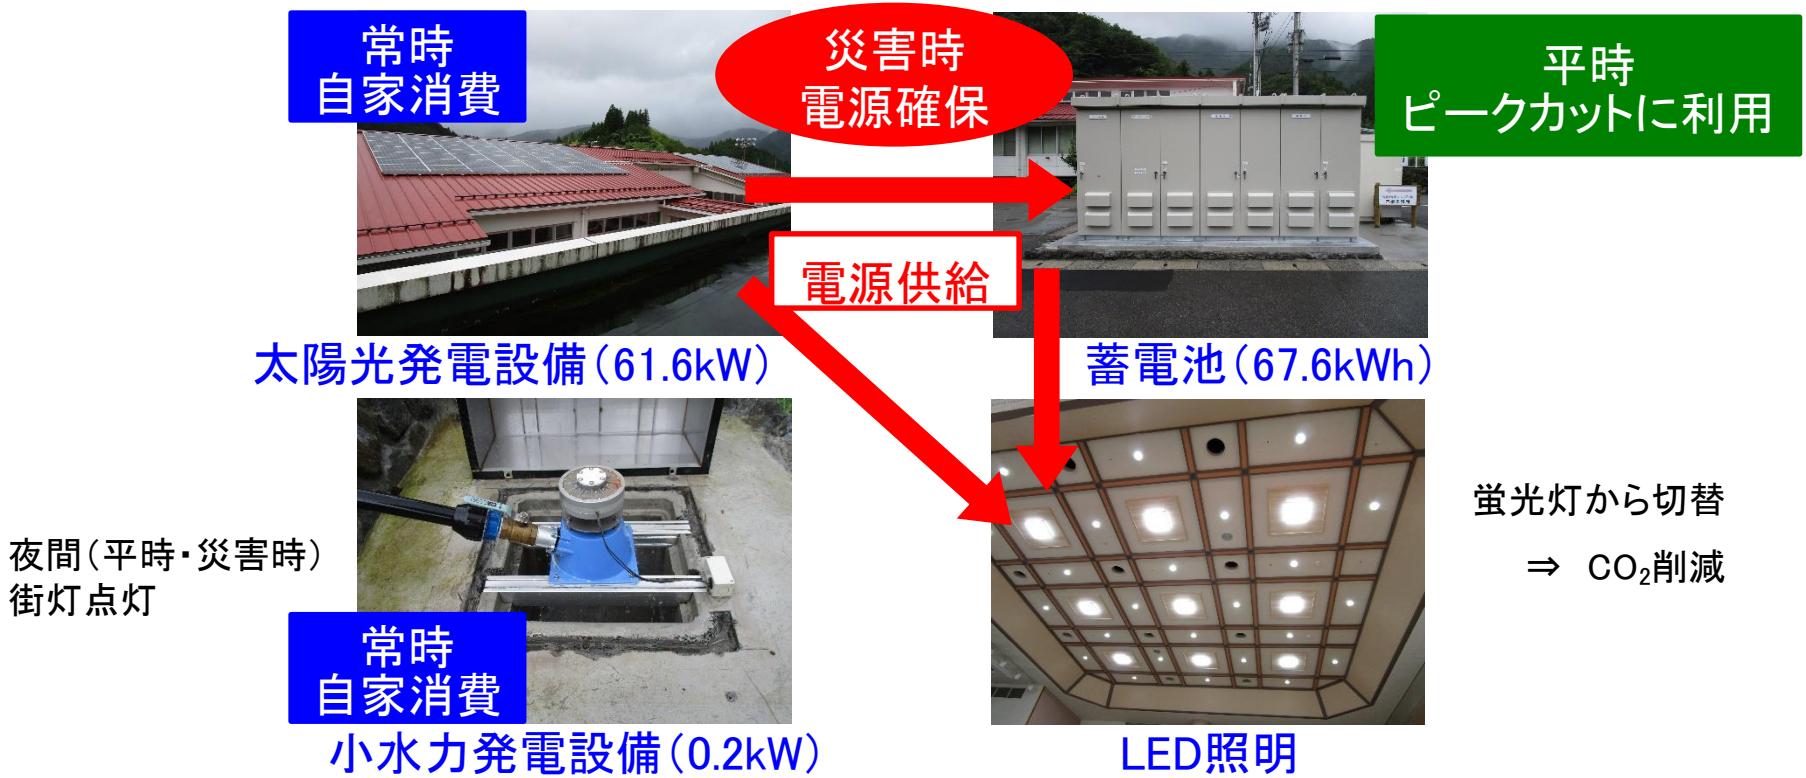 常時
自家消費
災害時
電源確保
平時
ピークカットに利用
電源供給
太陽光発電設備（61.6kW）
蓄電池（67.6kWh）
夜間（平時・災害時）
街灯点灯
常時
自家消費
蛍光灯から切替
⇒ CO₂削減
小水力発電設備（0.2kW）
LED照明